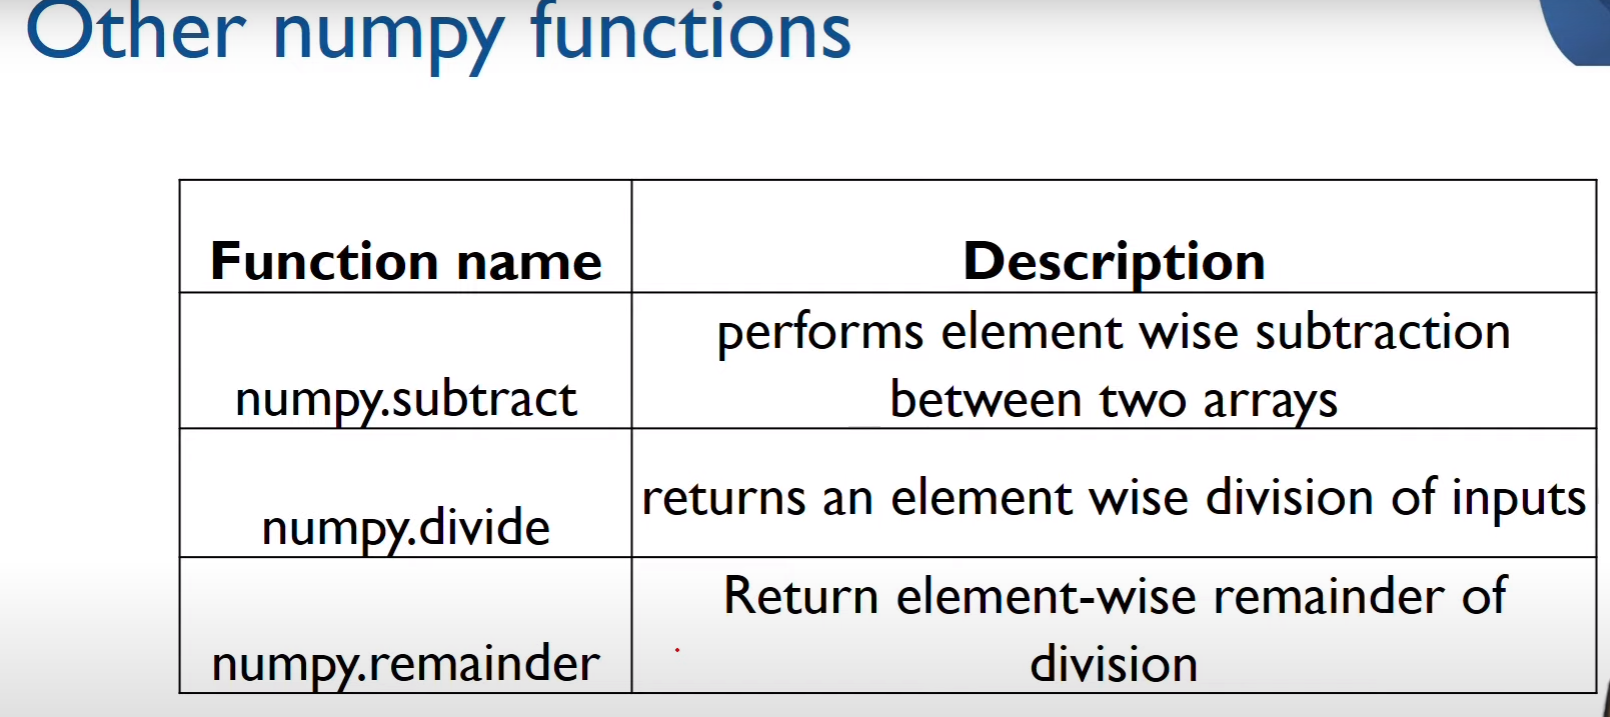 Other numpy functions
Function name
Description
numpy.subtract
performs element wise subtraction
between two arrays
numpy.divide
returns an element wise division of inputs
numpy.remainder
Return element-wise remainder of
division